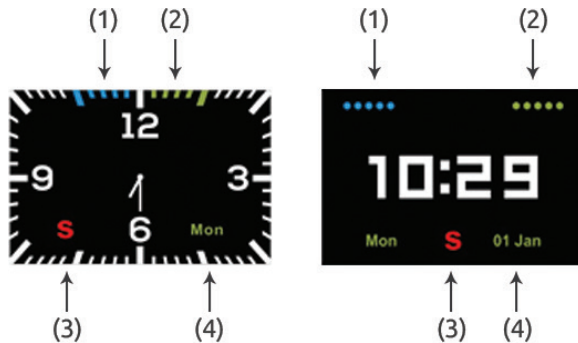 (1) (2) (1) (2)
12
9 3
10:29
S Mon
6
Mon S 01 Jan
(3) (4) (3) (4)